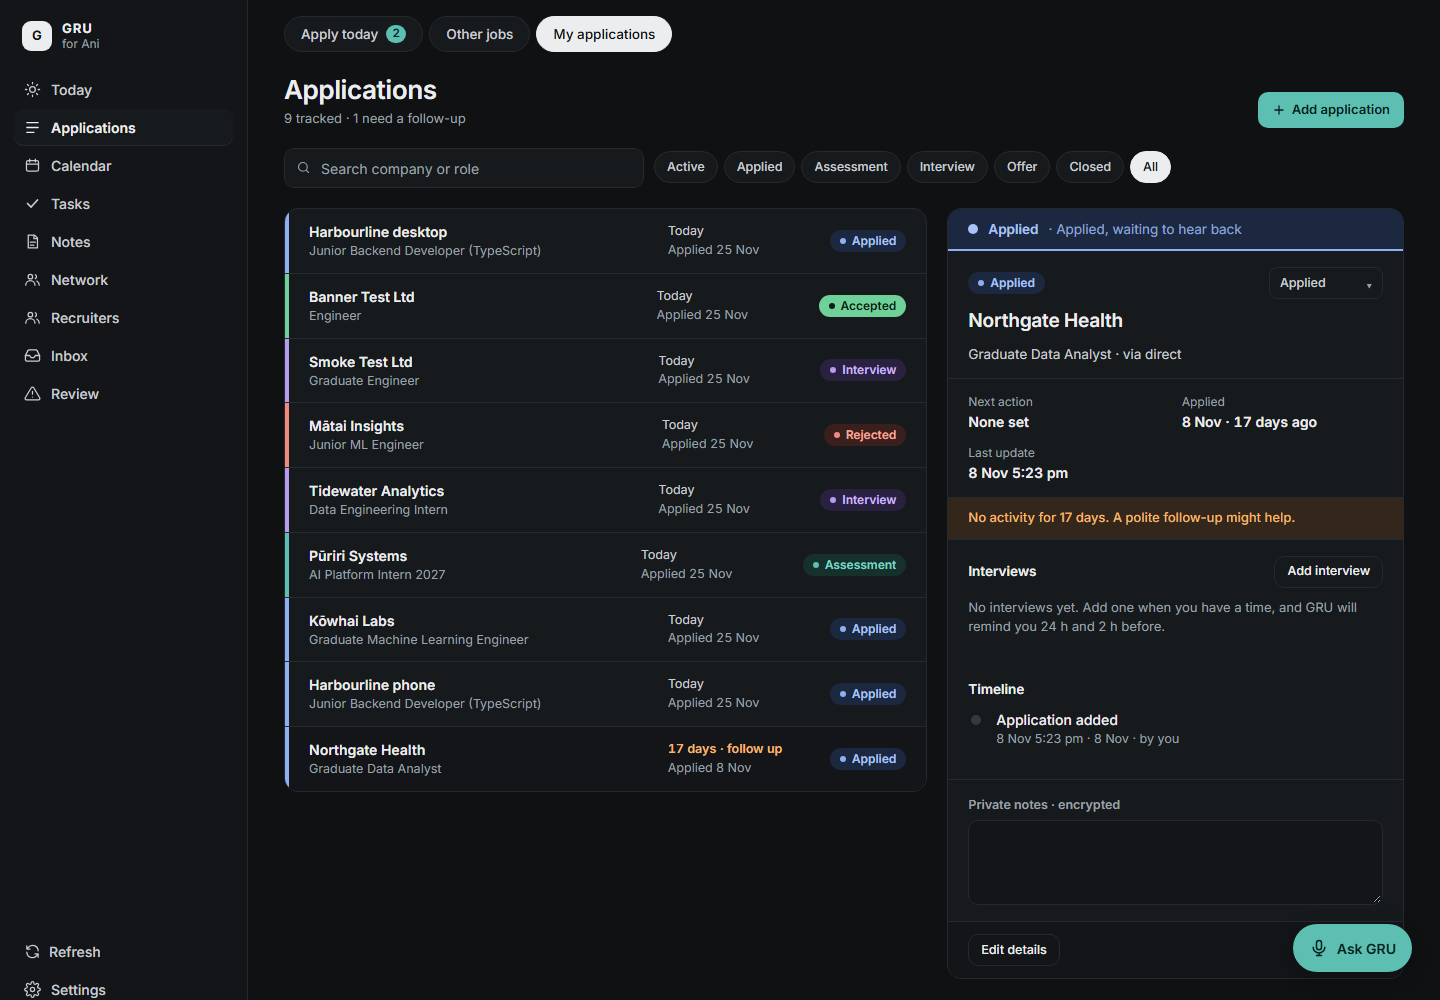 G
GRU
for Ani
Today
Applications
Calendar
Tasks
Notes
Network
Recruiters
Inbox
Review
Refresh
Settings
Apply today 2
Other jobs
My applications
Applications
9 tracked · 1 need a follow-up
+ Add application
Search company or role
Active
Applied
Assessment
Interview
Offer
Closed
All
Harbourline desktop
Junior Backend Developer (TypeScript)
Today
Applied 25 Nov
Applied
Banner Test Ltd
Engineer
Today
Applied 25 Nov
Accepted
Smoke Test Ltd
Graduate Engineer
Today
Applied 25 Nov
Interview
Mātai Insights
Junior ML Engineer
Today
Applied 25 Nov
Rejected
Tidewater Analytics
Data Engineering Intern
Today
Applied 25 Nov
Interview
Pūriri Systems
AI Platform Intern 2027
Today
Applied 25 Nov
Assessment
Kōwhai Labs
Graduate Machine Learning Engineer
Today
Applied 25 Nov
Applied
Harbourline phone
Junior Backend Developer (TypeScript)
Today
Applied 25 Nov
Applied
Northgate Health
Graduate Data Analyst
17 days · follow up
Applied 8 Nov
Applied
Applied · Applied, waiting to hear back
Applied
Applied
Northgate Health
Graduate Data Analyst · via direct
Next action
None set
Applied
8 Nov · 17 days ago
Last update
8 Nov 5:23 pm
No activity for 17 days. A polite follow-up might help.
Interviews
Add interview
No interviews yet. Add one when you have a time, and GRU will
remind you 24 h and 2 h before.
Timeline
Application added
8 Nov 5:23 pm · 8 Nov · by you
Private notes · encrypted
Edit details
Ask GRU